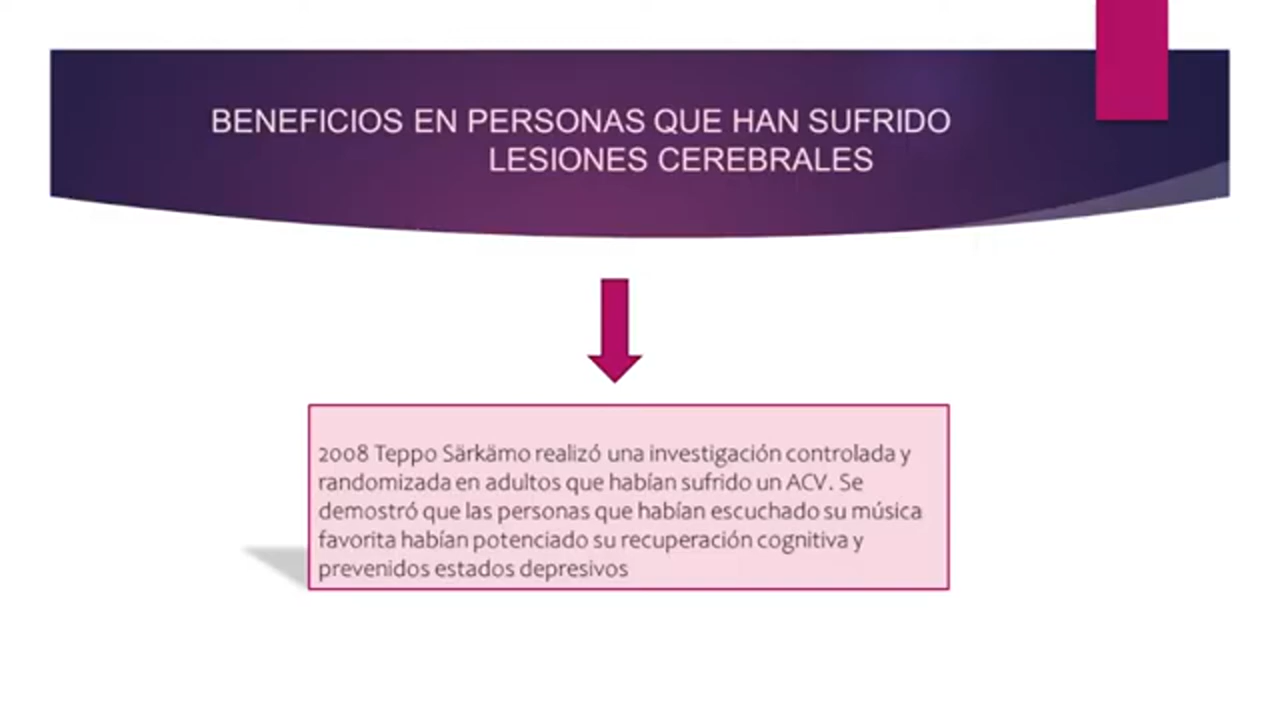 BENEFICIOS EN PERSONAS QUE HAN SUFRIDO
LESIONES CEREBRALES
2008 Teppo Särkämo realizó una investigación controlada y
randomizada en adultos que habían sufrido un ACV. Se
demostró que las personas que habían escuchado su música
favorita habían potenciado su recuperación cognitiva y
prevenidos estados depresivos